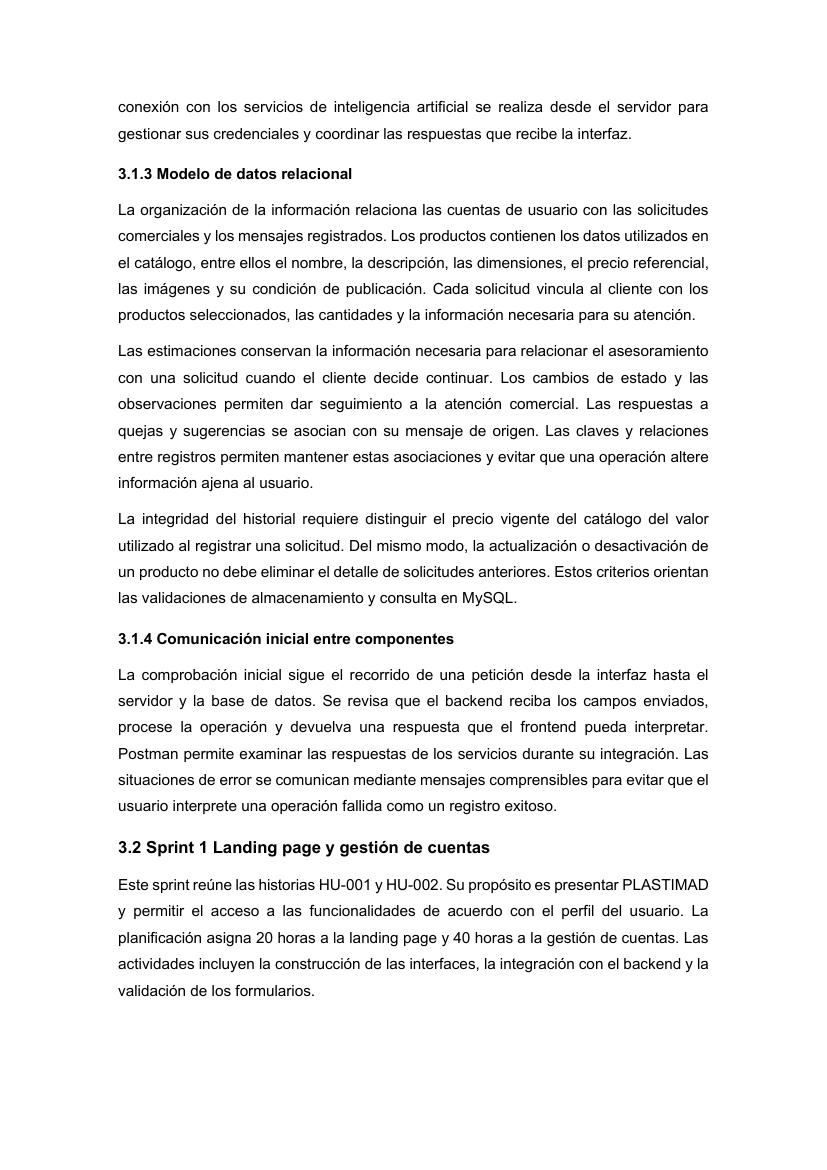 conexión con los servicios de inteligencia artificial se realiza desde el servidor para
gestionar sus credenciales y coordinar las respuestas que recibe la interfaz.
3.1.3 Modelo de datos relacional
La organización de la información relaciona las cuentas de usuario con las solicitudes
comerciales y los mensajes registrados. Los productos contienen los datos utilizados en
el catálogo, entre ellos el nombre, la descripción, las dimensiones, el precio referencial,
las imágenes y su condición de publicación. Cada solicitud vincula al cliente con los
productos seleccionados, las cantidades y la información necesaria para su atención.
Las estimaciones conservan la información necesaria para relacionar el asesoramiento
con una solicitud cuando el cliente decide continuar. Los cambios de estado y las
observaciones permiten dar seguimiento a la atención comercial. Las respuestas a
quejas y sugerencias se asocian con su mensaje de origen. Las claves y relaciones
entre registros permiten mantener estas asociaciones y evitar que una operación altere
información ajena al usuario.
La integridad del historial requiere distinguir el precio vigente del catálogo del valor
utilizado al registrar una solicitud. Del mismo modo, la actualización o desactivación de
un producto no debe eliminar el detalle de solicitudes anteriores. Estos criterios orientan
las validaciones de almacenamiento y consulta en MySQL.
3.1.4 Comunicación inicial entre componentes
La comprobación inicial sigue el recorrido de una petición desde la interfaz hasta el
servidor y la base de datos. Se revisa que el backend reciba los campos enviados,
procese la operación y devuelva una respuesta que el frontend pueda interpretar.
Postman permite examinar las respuestas de los servicios durante su integración. Las
situaciones de error se comunican mediante mensajes comprensibles para evitar que el
usuario interprete una operación fallida como un registro exitoso.
3.2 Sprint 1 Landing page y gestión de cuentas
Este sprint reúne las historias HU-001 y HU-002. Su propósito es presentar PLASTIMAD
y permitir el acceso a las funcionalidades de acuerdo con el perfil del usuario. La
planificación asigna 20 horas a la landing page y 40 horas a la gestión de cuentas. Las
actividades incluyen la construcción de las interfaces, la integración con el backend y la
validación de los formularios.